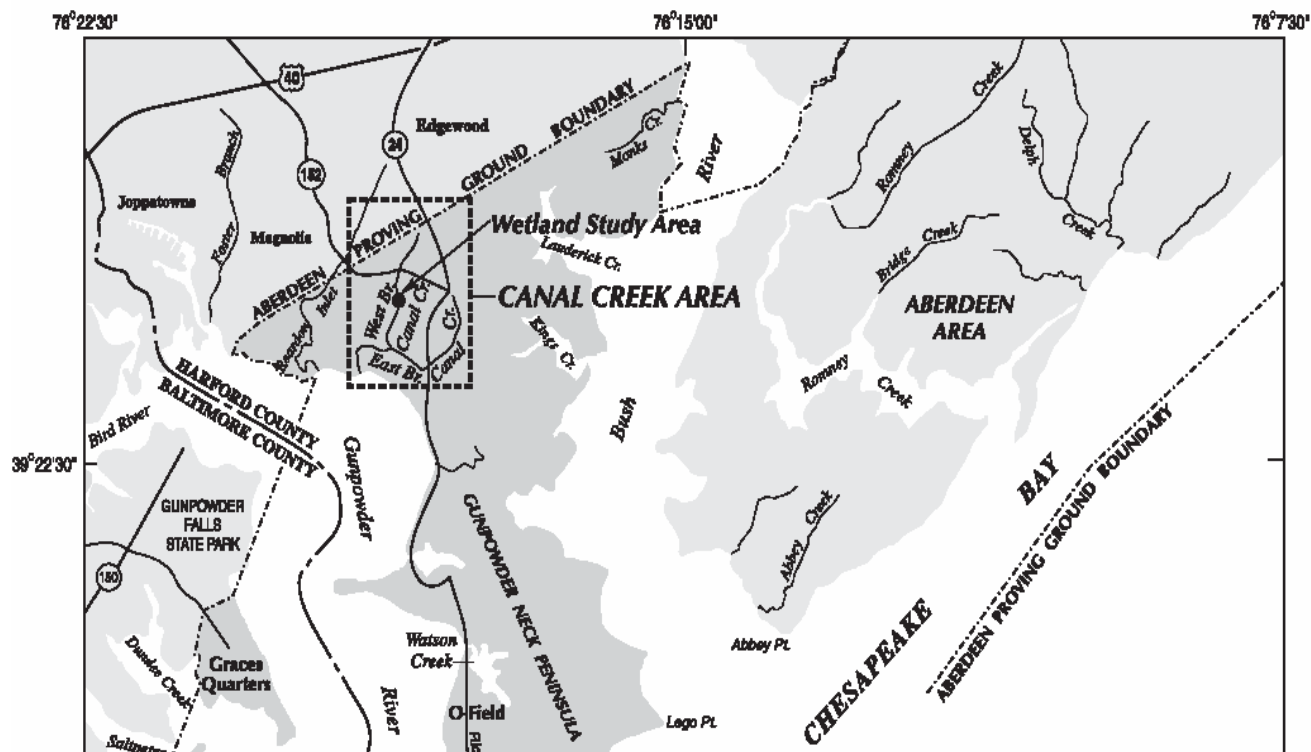 76°22'30"
76°15'00"
76°7'30"
40
Edgewood
24
152
Joppatowne
Magnolia
Foster Branch
ABERDEEN PROVING GROUND BOUNDARY
Monks Cr.
River
Romney Creek
Delph
Creek
Wetland Study Area
Lauderick Cr.
Bridge Creek
CANAL CREEK AREA
ABERDEEN
AREA
Reardon Inlet
West Br.
Canal Cr.
East Br.
Canal
Cr.
Kings Cr.
Romney
Creek
HARFORD COUNTY
BALTIMORE COUNTY
Bird River
Bush
39°22'30"
Gunpowder
GUNPOWDER
FALLS
STATE PARK
GUNPOWDER NECK PENINSULA
BAY
ABERDEEN PROVING GROUND BOUNDARY
150
Abbey Creek
CHESAPEAKE
Dundee Creek
Graces
Quarters
Watson
Creek
Abbey Pt.
River
O-Field
Lego Pt.